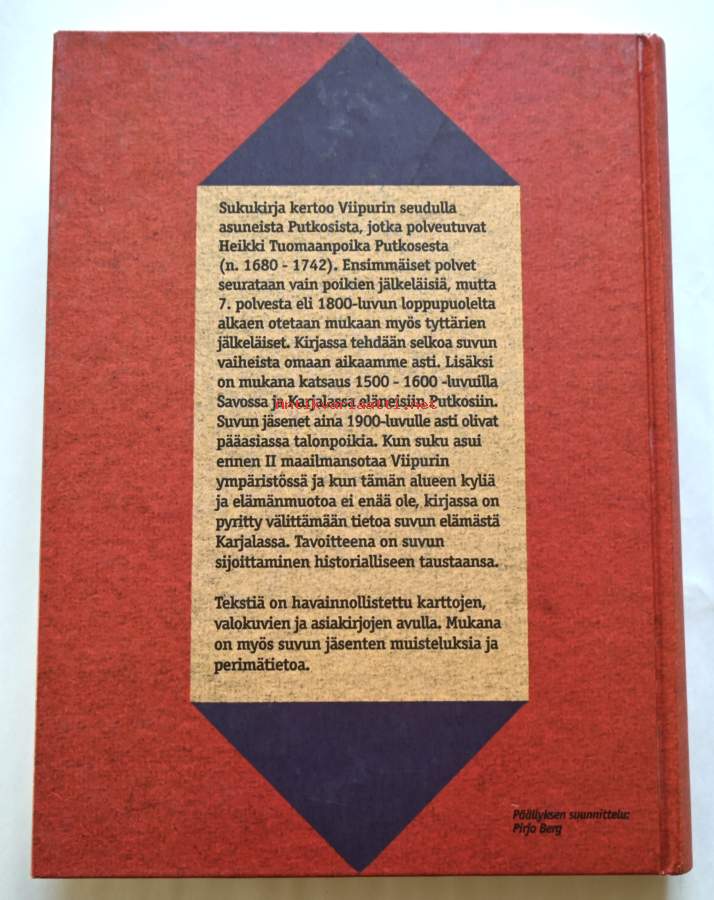 Sukukirja kertoo Viipurin seudulla
asuneista Putkosista, jotka polveutuvat
Heikki Tuomaanpoika Putkosesta
(n. 1680 - 1742). Ensimmäiset polvet
seurataan vain poikien jälkeläisiä, mutta
7. polvesta eli 1800-luvun loppupuolelta
alkaen otetaan mukaan myös tyttärien
jälkeläiset. Kirjassa tehdään selkoa suvun
vaiheista omaan aikaamme asti. Lisäksi
on mukana katsaus 1500 - 1600 -luvuilla
Savossa ja Karjalassa eläneisiin Putkosiin.
Suvun jäsenet aina 1900-luvulle asti olivat
pääasiassa talonpoikia. Kun suku asui
ennen II maailmansotaa Viipurin
ympäristössä ja kun tämän alueen kyliä
ja elämänmuotoa ei enää ole, kirjassa on
pyritty välittämään tietoa suvun elämästä
Karjalassa. Tavoitteena on suvun
sijoittaminen historialliseen taustaansa.
Tekstiä on havainnollistettu karttojen,
valokuvien ja asiakirjojen avulla. Mukana
on myös suvun jäsenten muisteluksia ja
perimätietoa.
Päällyksen suunnittelu:
Pirjo Berg